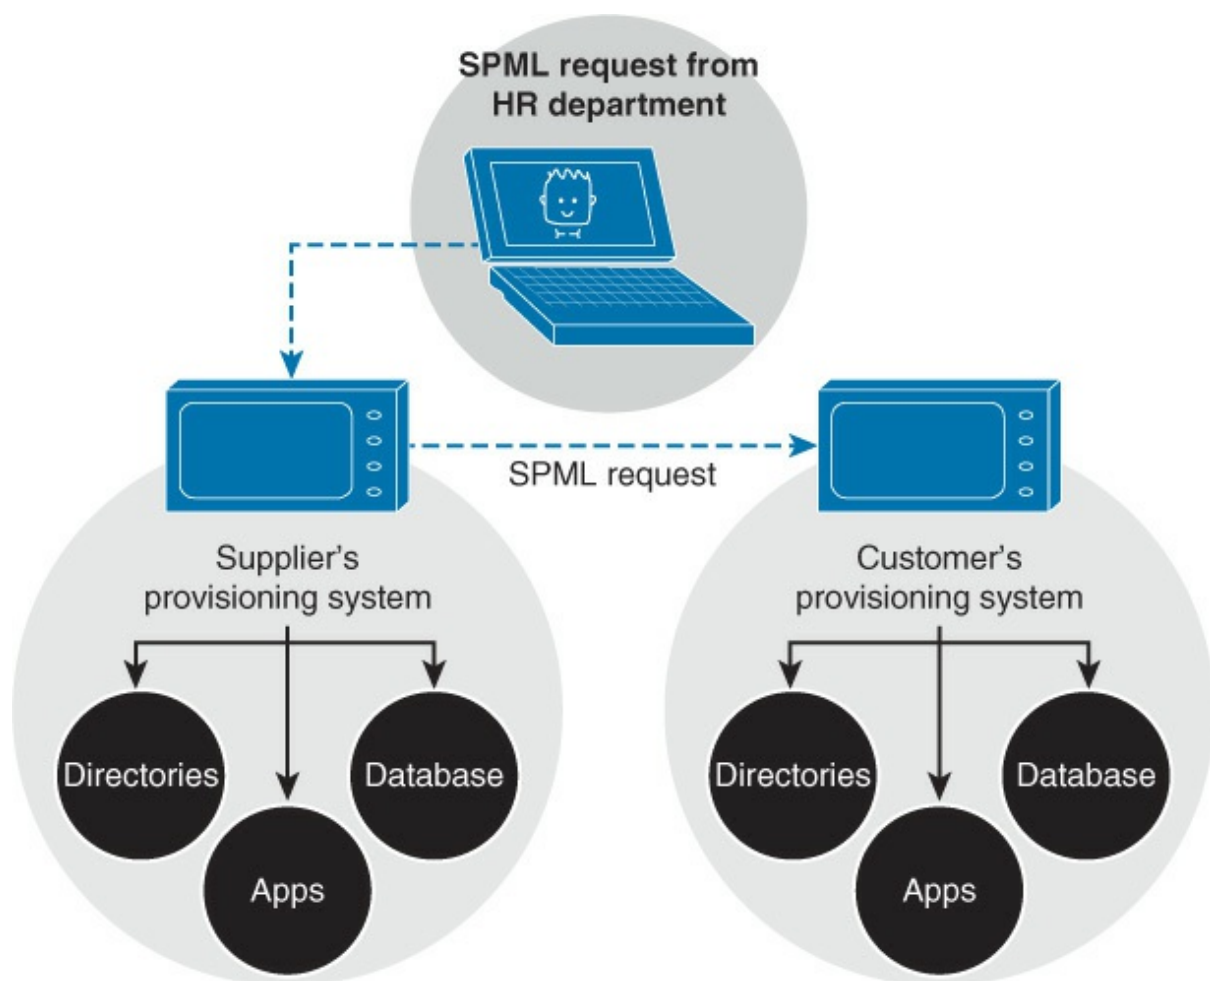 SPML request from
HR department
SPML request
Supplier’s
provisioning system
Directories
Database
Apps
Customer’s
provisioning system
Directories
Database
Apps